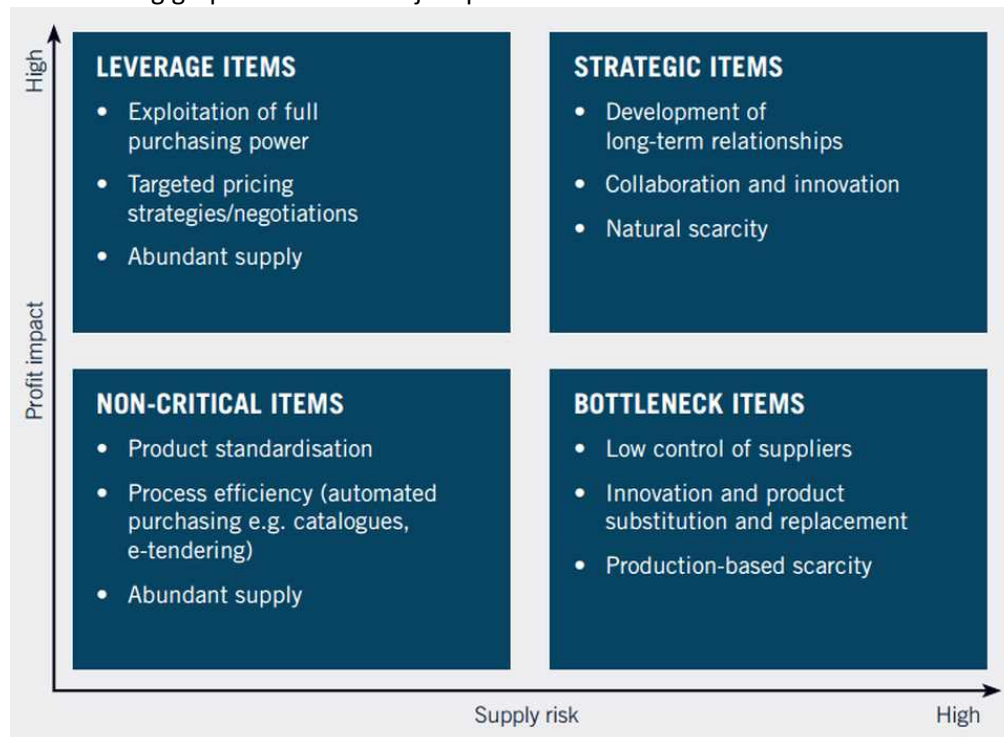 High
LEVERAGE ITEMS
• Exploitation of full
purchasing power
• Targeted pricing
strategies/negotiations
• Abundant supply
STRATEGIC ITEMS
• Development of
long-term relationships
• Collaboration and innovation
• Natural scarcity
Profit impact
NON-CRITICAL ITEMS
• Product standardisation
• Process efficiency (automated
purchasing e.g. catalogues,
e-tendering)
• Abundant supply
BOTTLENECK ITEMS
• Low control of suppliers
• Innovation and product
substitution and replacement
• Production-based scarcity
Supply risk
High